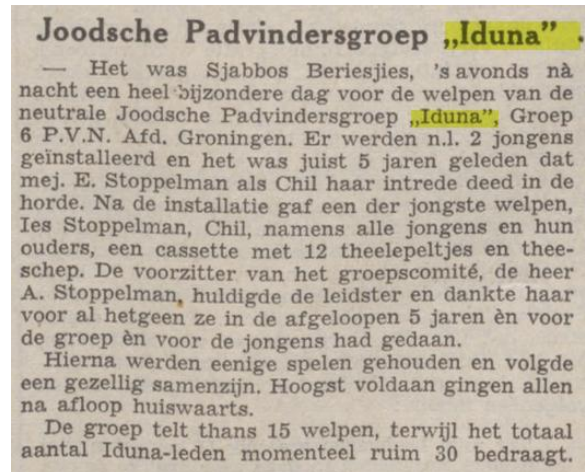 Joodsche Padvindersgroep „Iduna” .
— Het was Sjabbos Beriesjies, 's avonds nà
nacht een heel bijzondere dag voor de welpen van de
neutrale Joodsche Padvindersgroep „Iduna”, Groep
6 P.V.N. Afd. Groningen. Er werden n.l. 2 jongens
geïnstalleerd en het was juist 5 jaren geleden dat
mej. E. Stoppelman als Chil haar intrede deed in de
horde. Na de installatie gaf een der jongste welpen,
Ies Stoppelman, Chil, namens alle jongens en hun
ouders, een cassette met 12 theelepeltjes en thee-
schep. De voorzitter van het groepscomité, de heer
A. Stoppelman, huldigde de leidster en dankte haar
voor al hetgeen ze in de afgeloopen 5 jaren èn voor
de groep èn voor de jongens had gedaan.
Hierna werden eenige spelen gehouden en volgde
een gezellig samenzijn. Hoogst voldaan gingen allen
na afloop huiswaarts.
De groep telt thans 15 welpen, terwijl het totaal
aantal Iduna-leden momenteel ruim 30 bedraagt.